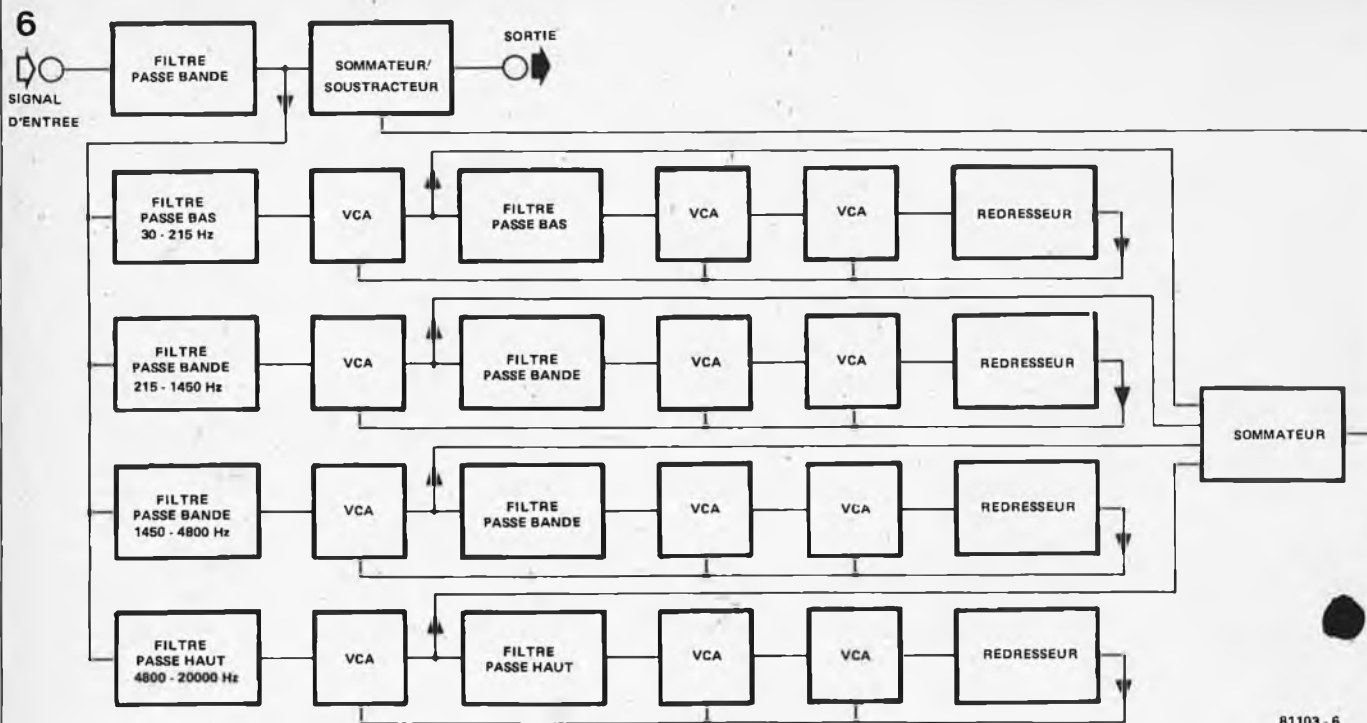 6
SORTIE
FILTRE
PASSE BANDE
SOMMATEUR/
SOUSTRACTEUR
SIGNAL
D'ENTRÉE
FILTRE
PASSE BAS
30 - 215 Hz
VCA
FILTRE
PASSE BAS
VCA
VCA
REDRESSEUR
FILTRE
PASSE BANDE
215 - 1450 Hz
VCA
FILTRE
PASSE BANDE
VCA
VCA
REDRESSEUR
SOMMATEUR
FILTRE
PASSE BANDE
1450 - 4800 Hz
VCA
FILTRE
PASSE BANDE
VCA
VCA
REDRESSEUR
FILTRE
PASSE HAUT
4800 - 20000 Hz
VCA
FILTRE
PASSE HAUT
VCA
VCA
REDRESSEUR
81103 - 6